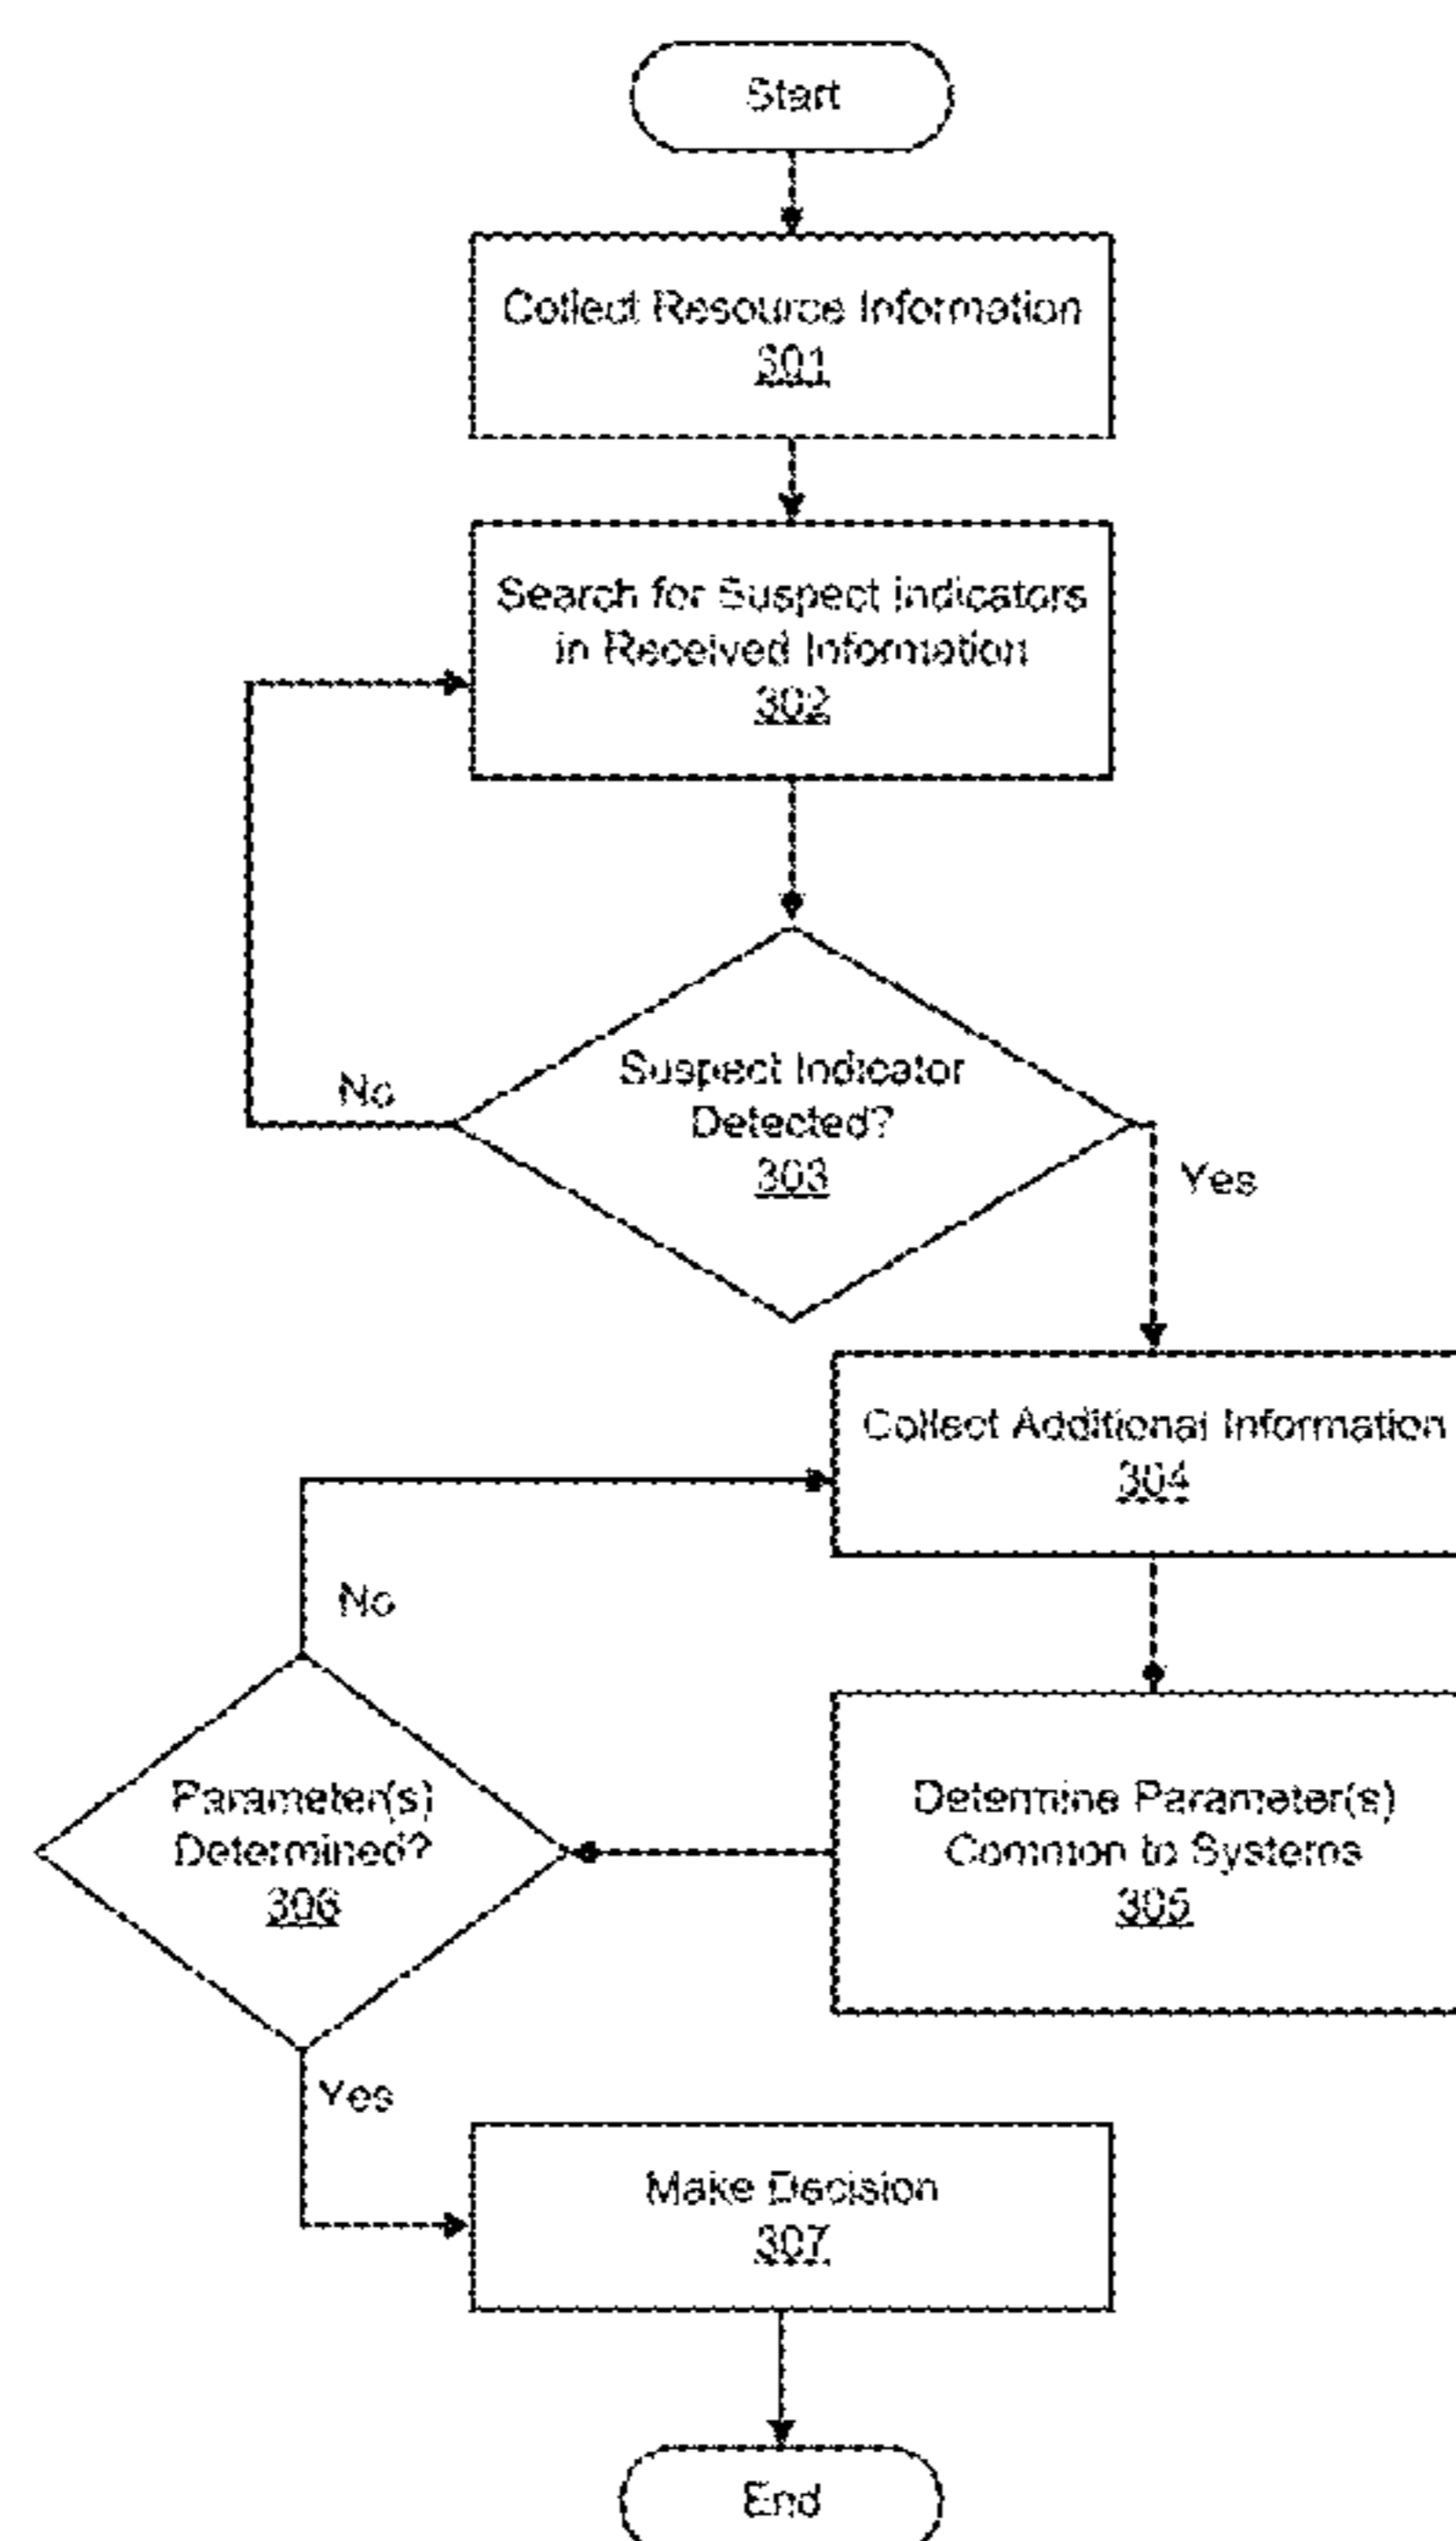 Start
Collect Resource Information
301
Search for Suspect Indicators
in Received Information
302
Suspect Indicator
Detected?
303
No
Yes
Collect Additional Information
304
No
Parameter(s)
Determined?
306
Determine Parameter(s)
Common to Systems
305
Yes
Make Decision
307
End